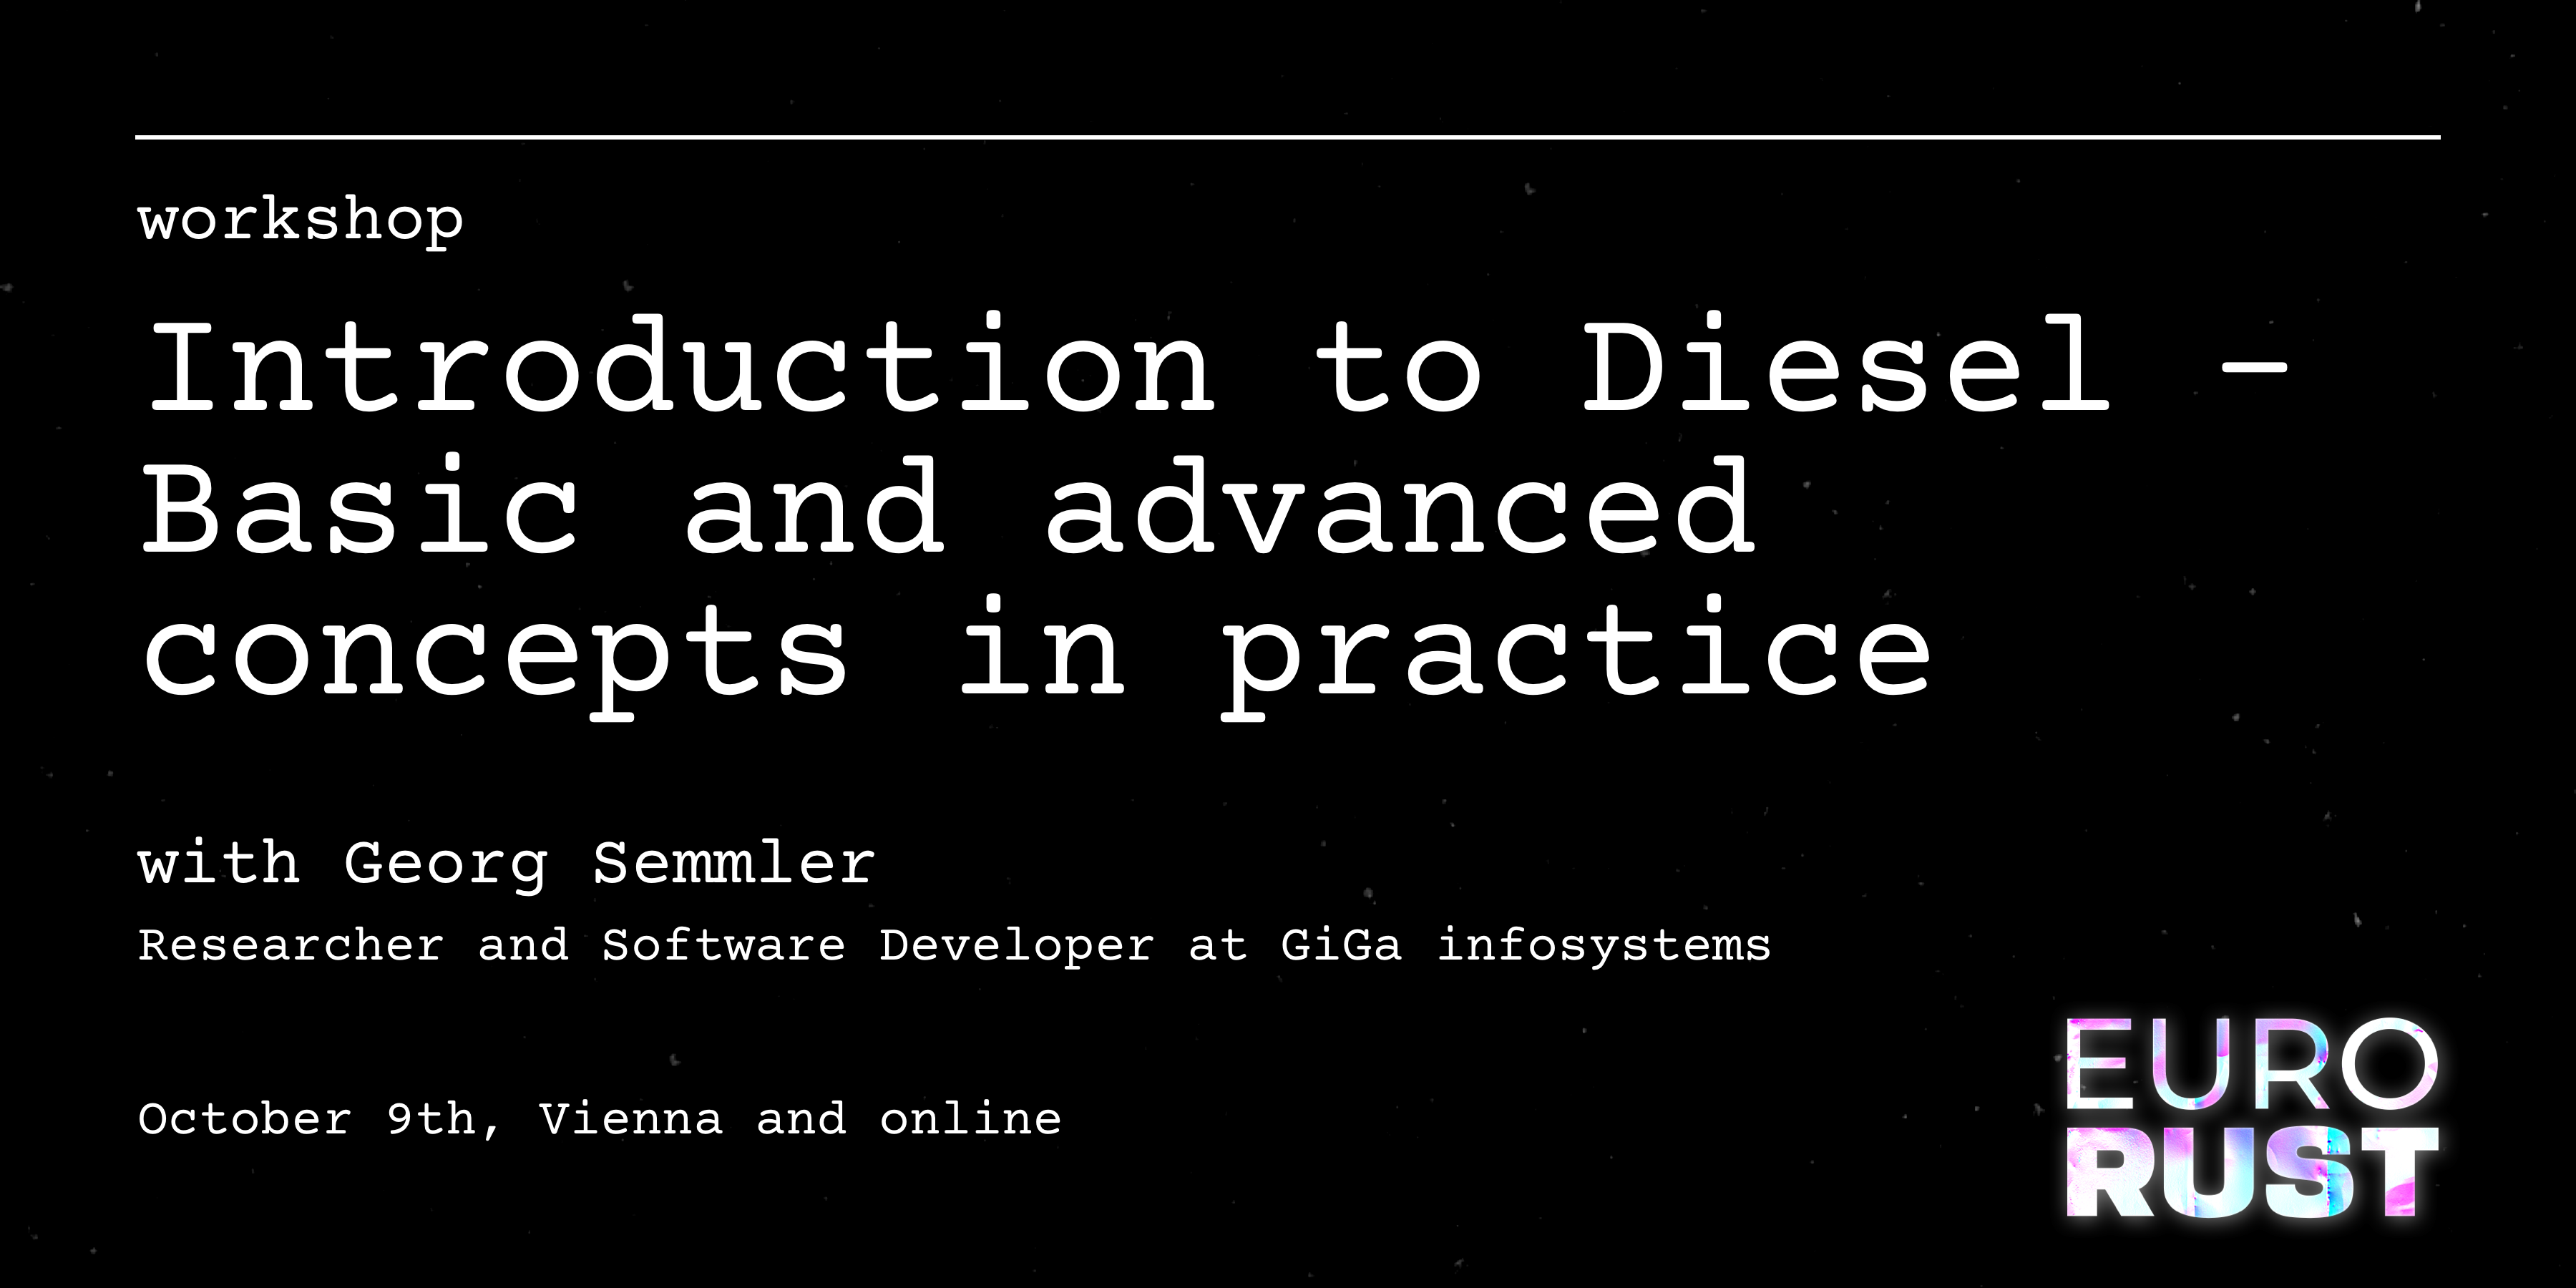 workshop
Introduction to Diesel –
Basic and advanced
concepts in practice
with Georg Semmler
Researcher and Software Developer at GiGa infosystems
October 9th, Vienna and online
EURO
RUST